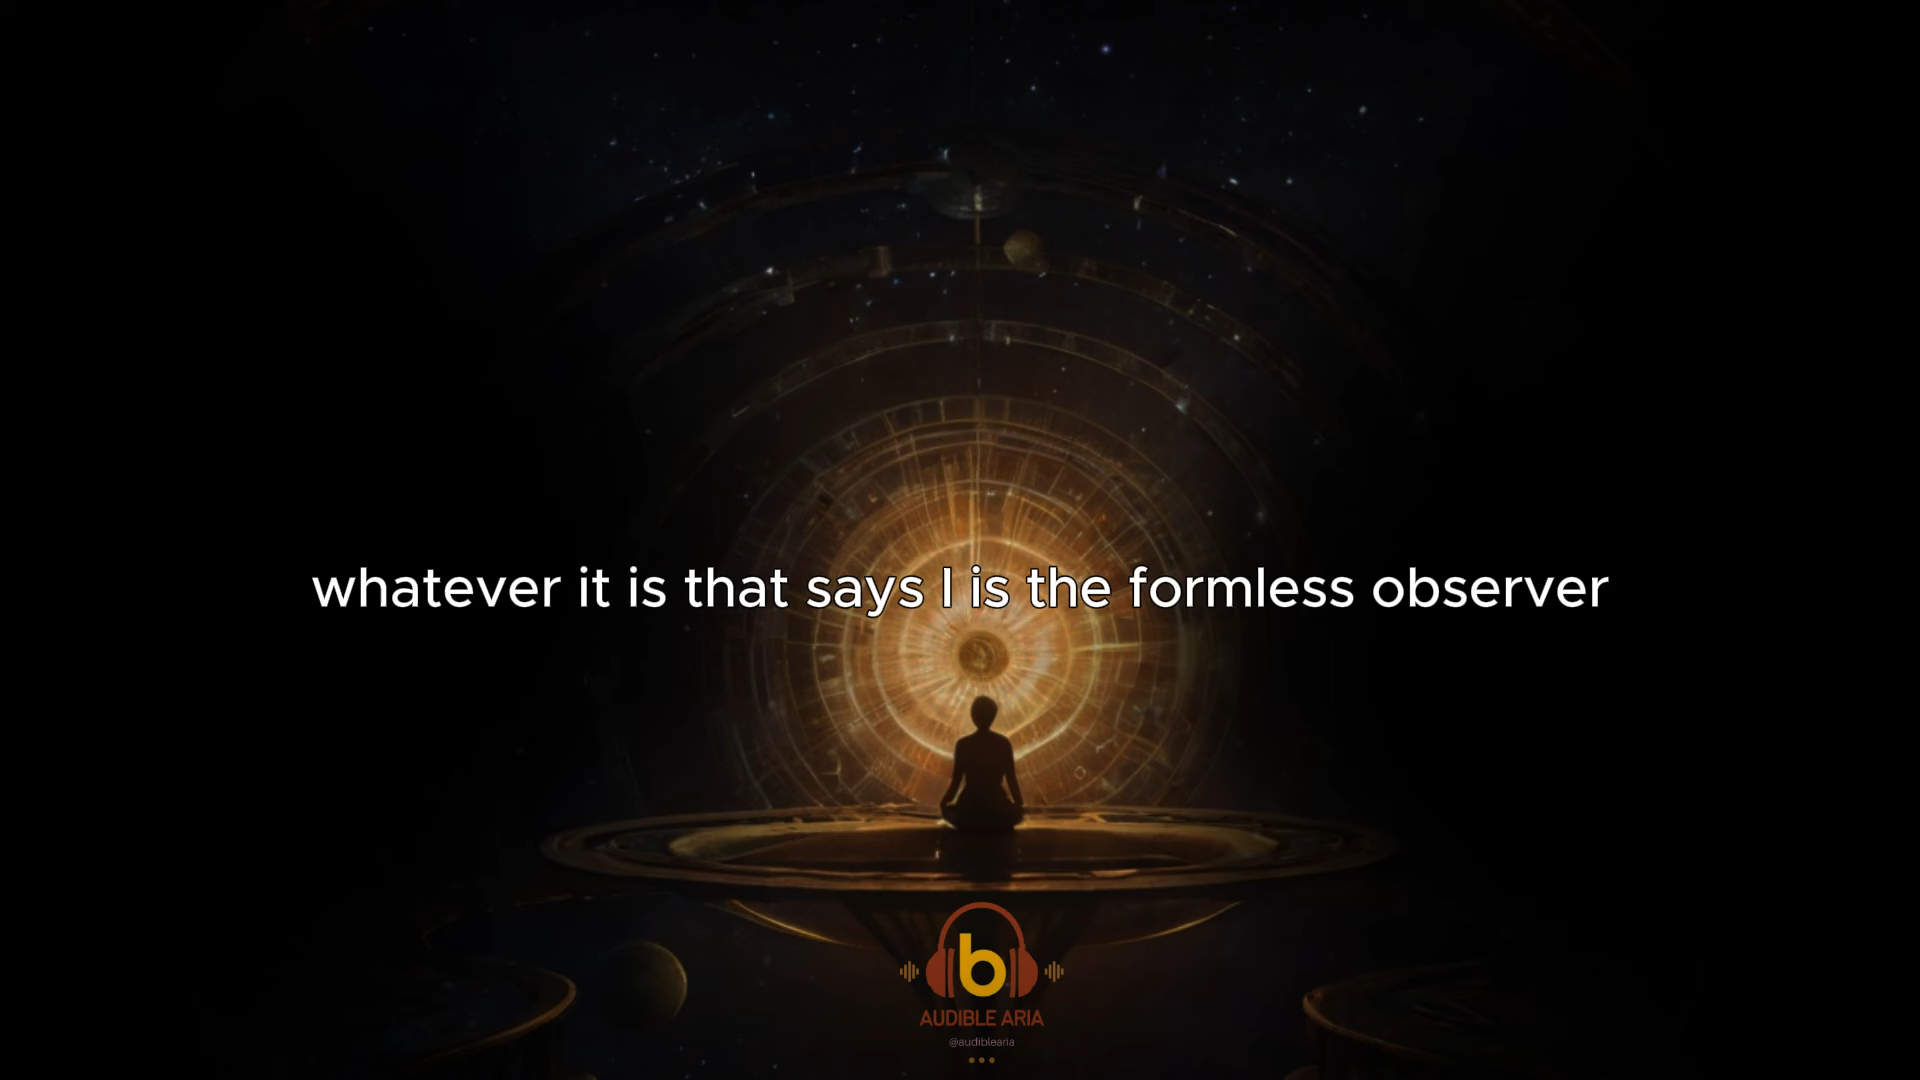 whatever it is that says I is the formless observer
b
AUDIBLE ARIA
@audiblearia